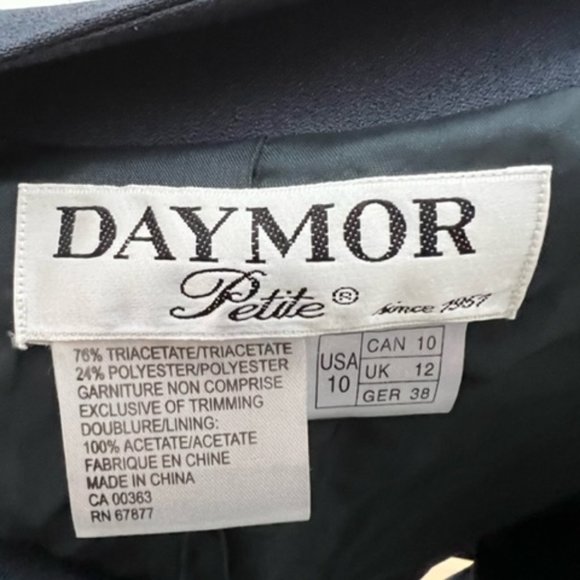 DAYMOR
Petite®
since 1957
76% TRIACETATE/TRIACETATE
24% POLYESTER/POLYESTER
GARNITURE NON COMPRISE
EXCLUSIVE OF TRIMMING
DOUBLURE/LINING:
100% ACETATE/ACETATE
FABRIQUE EN CHINE
MADE IN CHINA
CA 00363
RN 67877
USA 10
CAN 10
UK 12
GER 38